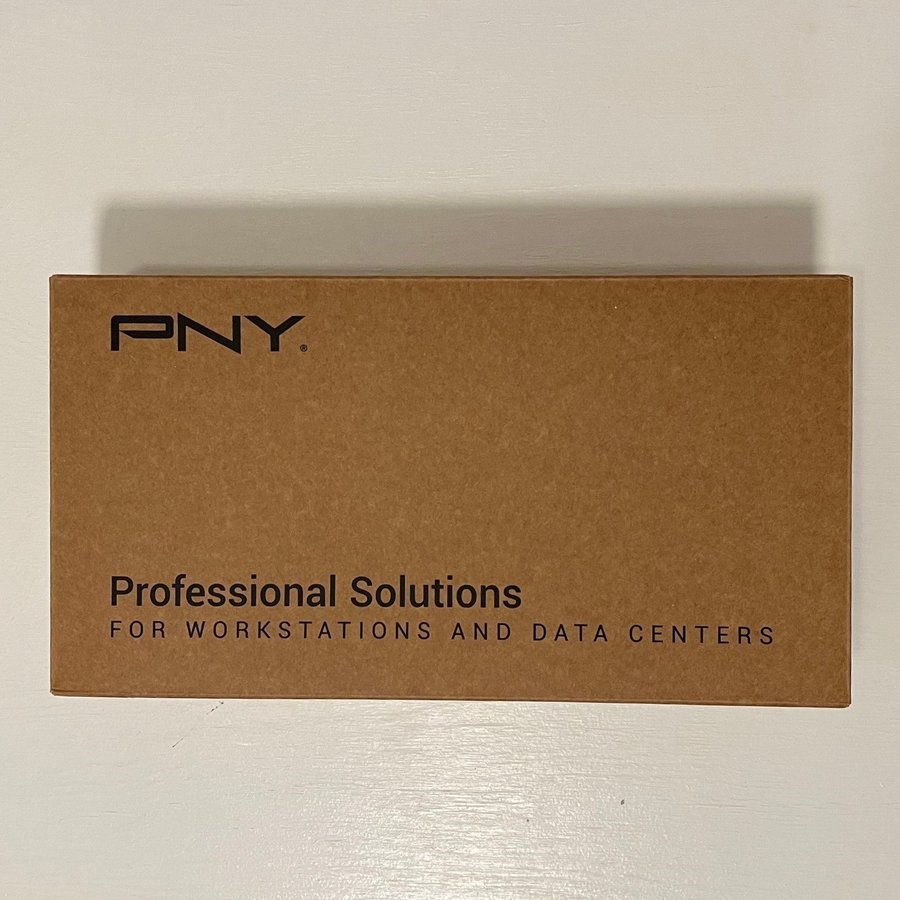 PNY®
Professional Solutions
FOR WORKSTATIONS AND DATA CENTERS